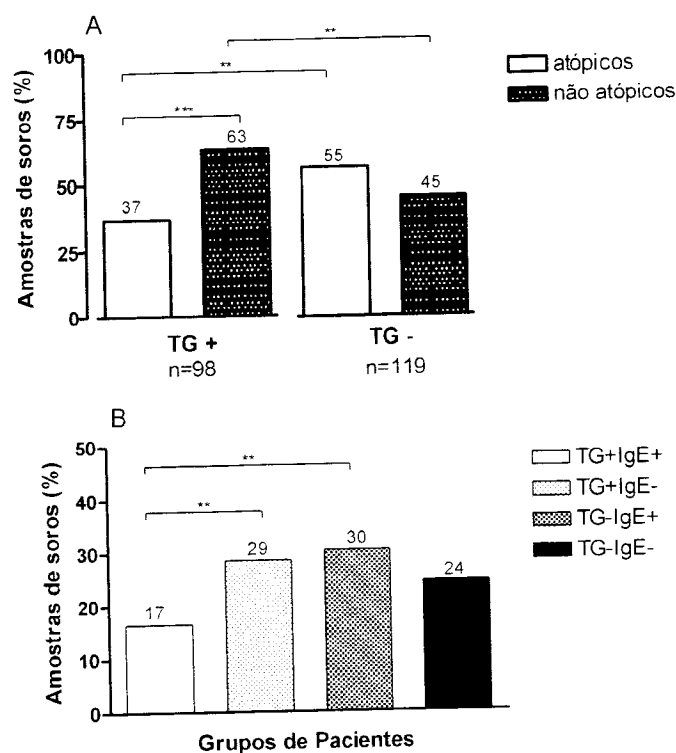 A
Amostras de soros (%)
100
75
50
25
0
**
**
***
37
63
55
45
TG +
n=98
TG -
n=119
atópicos
não atópicos
B
Amostras de soros (%)
50
40
30
20
10
0
**
**
17
29
30
24
Grupos de Pacientes
TG+IgE+
TG+IgE-
TG-IgE+
TG-IgE-